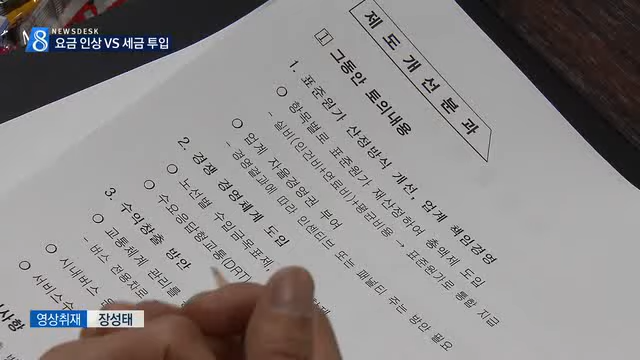 8 NEWSDESK
요금 인상 VS 세금 투입
제도개선분과
1 그동안 토의내용
1. 표준원가 산정방식 개선, 업계 책임경영
○ 항목별로 표준원가 재산정하여 총액제 도입
- 실비(인건비+연료비)+평균비용 → 표준원가로 통합 지급
○ 업계 자율경영권 부여
- 경영결과에 따라 인센티브 또는 패널티 주는 방안 필요
2. 경쟁 경영체계 도입
○ 노선별 수입금목표제,
○ 수요응답형교통(DRT)
3. 수익창출 방안
○ 교통체계 관리를
- 버스 전용차로
○ 시내버스
○ 서비스
사항
영상취재 장성태